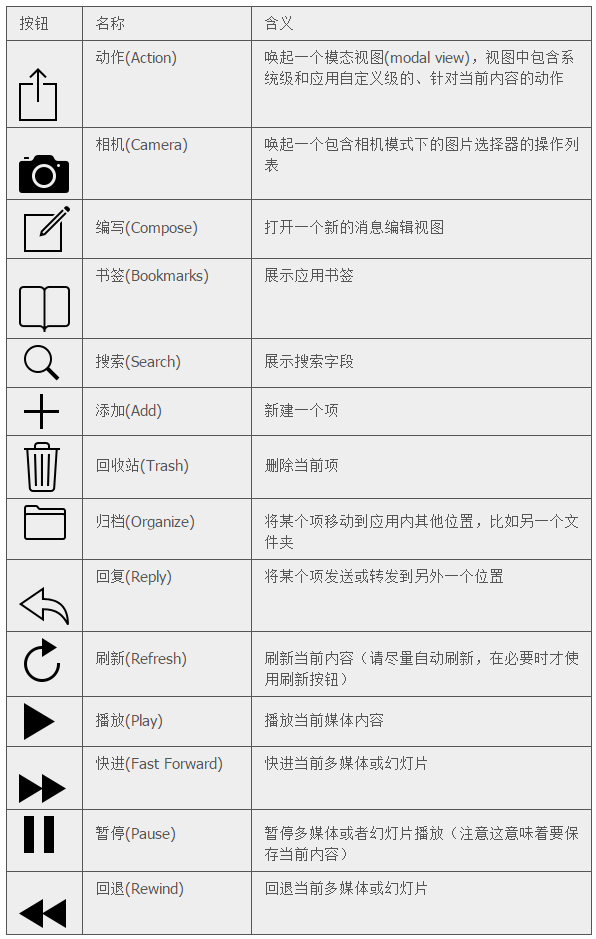 按钮 名称 含义
动作(Action) 唤起一个模态视图(modal view)，视图中包含系
统级和应用自定义级的、针对当前内容的动作
相机(Camera) 唤起一个包含相机模式下的图片选择器的操作列
表
编写(Compose) 打开一个新的消息编辑视图
书签(Bookmarks) 展示应用书签
搜索(Search) 展示搜索字段
添加(Add) 新建一个项
回收站(Trash) 删除当前项
归档(Organize) 将某个项移动到应用内其他位置，比如另一个文
件夹
回复(Reply) 将某个项发送或转发到另外一个位置
刷新(Refresh) 刷新当前内容（请尽量自动刷新，在必要时才使
用刷新按钮）
播放(Play) 播放当前媒体内容
快进(Fast Forward) 快进当前多媒体或幻灯片
暂停(Pause) 暂停多媒体或者幻灯片播放（注意这意味着要保
存当前内容）
回退(Rewind) 回退当前多媒体或幻灯片